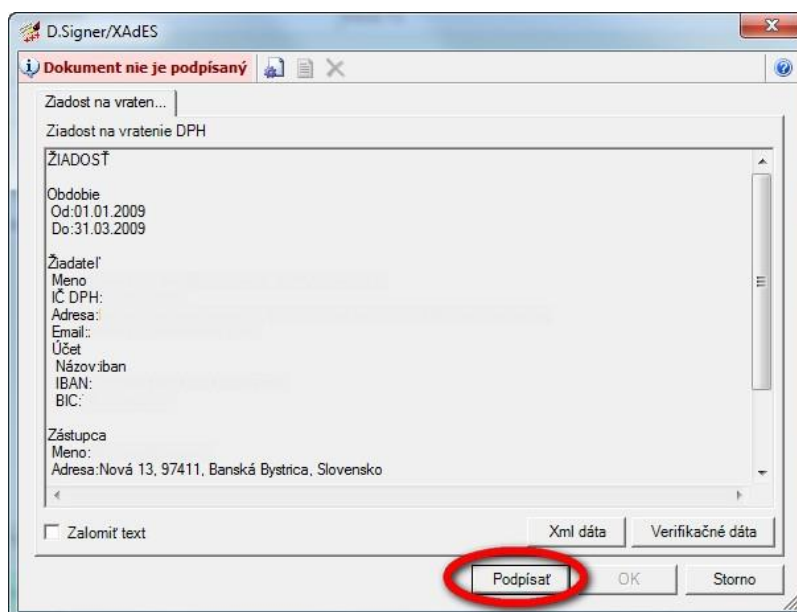 D.Signer/XAdES
Dokument nie je podpísaný
Ziadost na vraten...
Ziadost na vratenie DPH
ŽIADOSŤ
Obdobie
Od:01.01.2009
Do:31.03.2009
Žiadateľ
Meno
IČ DPH:
Adresa:
Email::
Účet
Názov:iban
IBAN:
BIC:
Zástupca
Meno:
Adresa:Nová 13, 97411, Banská Bystrica, Slovensko
Zalomiť text
Xml dáta
Verifikačné dáta
Podpísať
OK
Storno